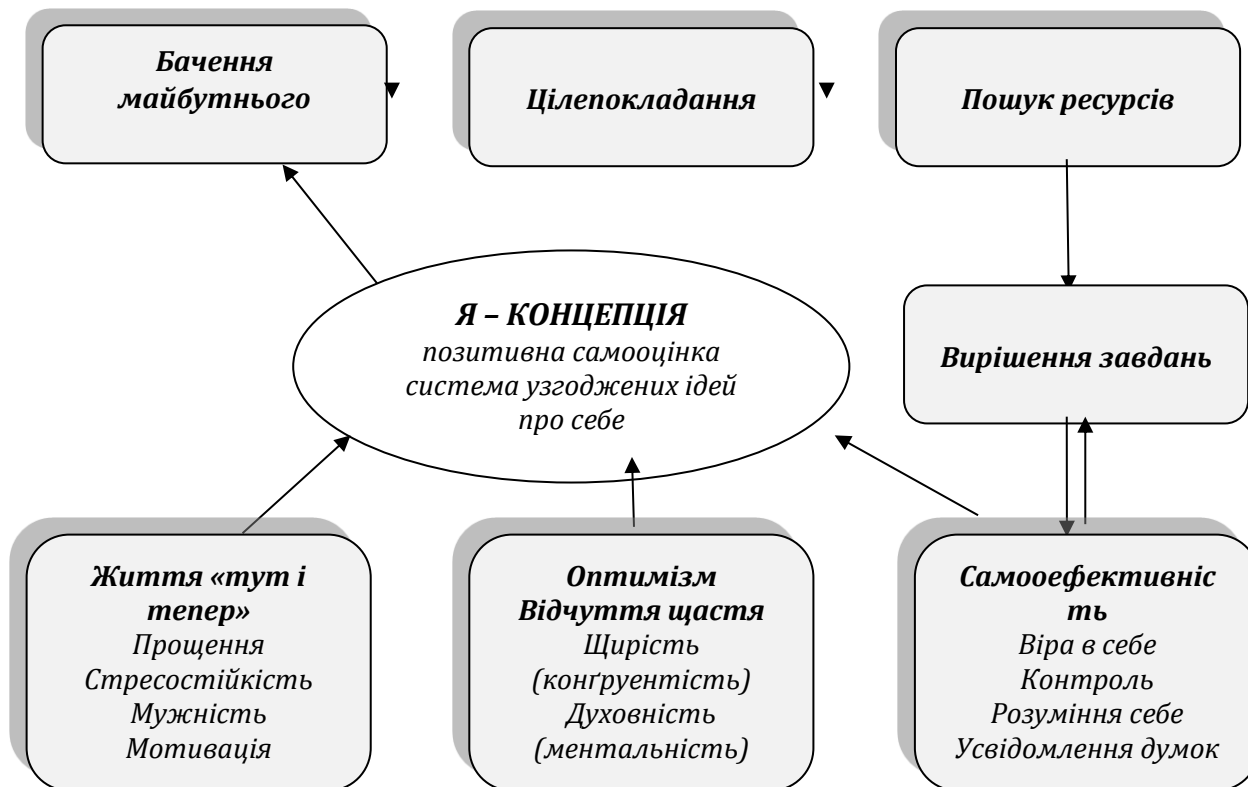 Бачення
майбутнього
Цілепокладання
Пошук ресурсів
Я – КОНЦЕПЦІЯ
позитивна самооцінка
система узгоджених ідей
про себе
Вирішення завдань
Життя «тут і
тепер»
Прощення
Стресостійкість
Мужність
Мотивація
Оптимізм
Відчуття щастя
Щирість
(конґруентість)
Духовність
(ментальність)
Самооефективніс
ть
Віра в себе
Контроль
Розуміння себе
Усвідомлення думок